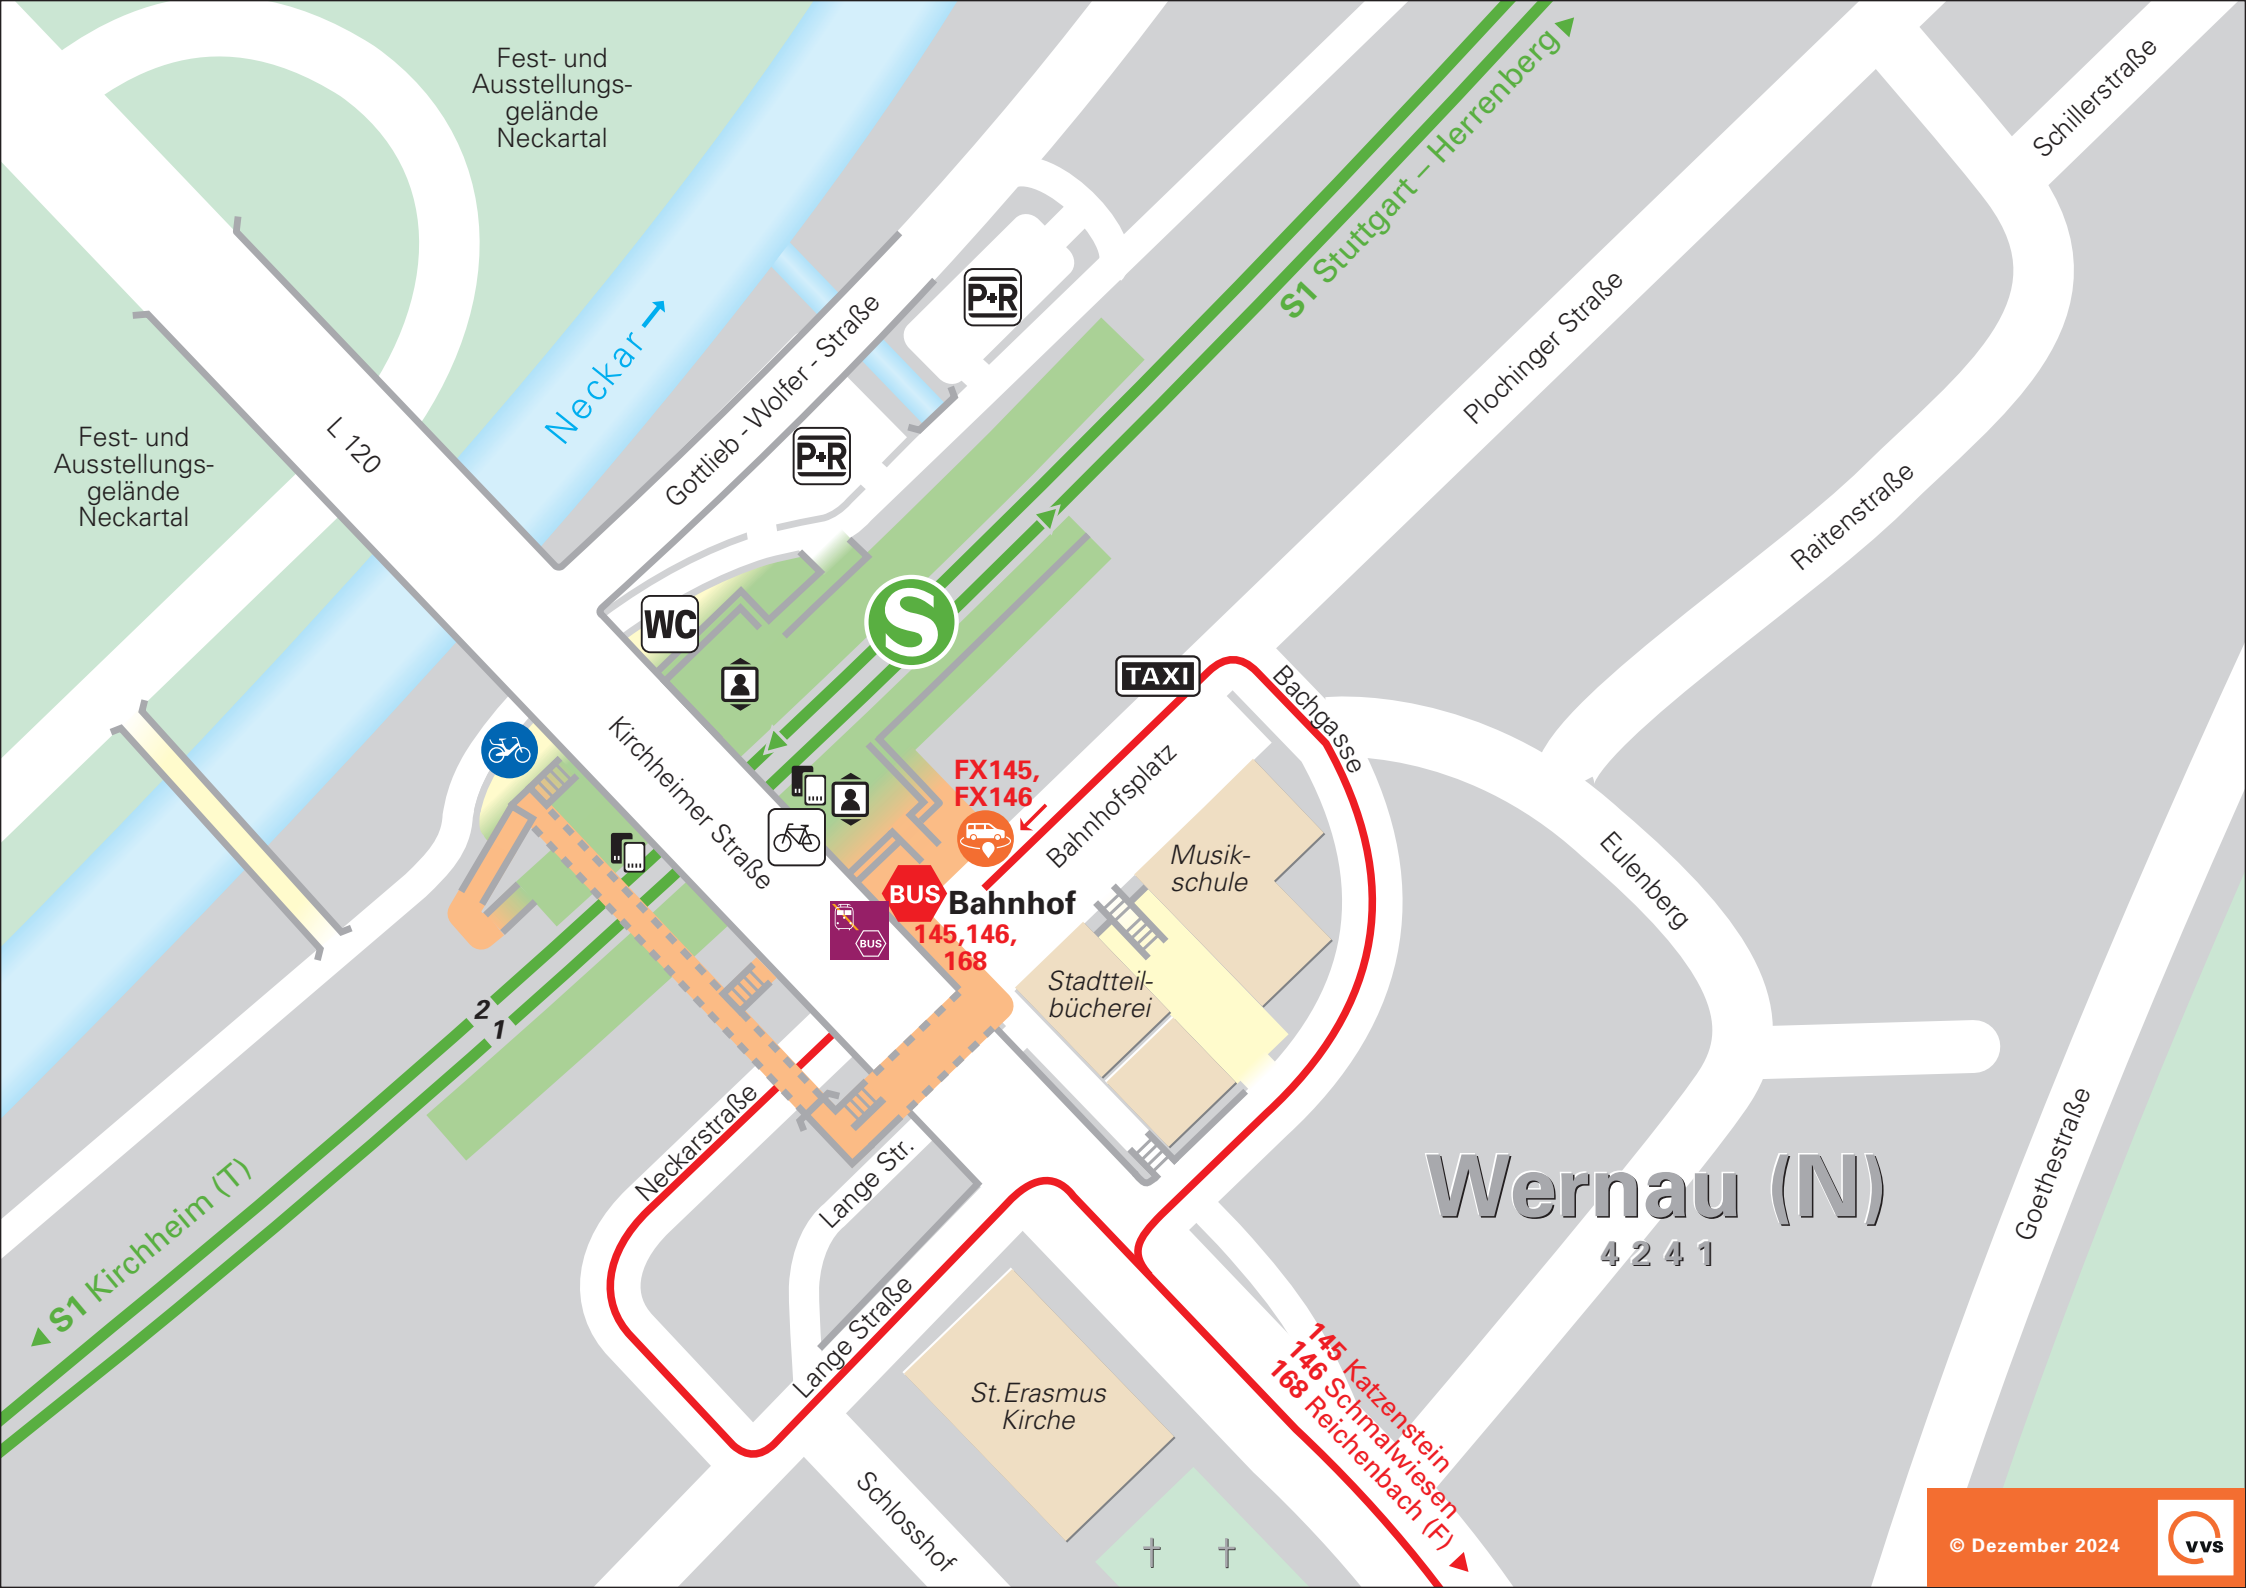 Fest- und
Ausstellungs-
gelände
Neckartal
Schillerstraße
S1 Stuttgart – Herrenberg
P+R
Gottlieb - Wolfer - Straße
Neckar
Plochinger Straße
L 120
Fest- und
Ausstellungs-
gelände
Neckartal
P+R
Raitenstraße
WC
S
TAXI
Bachgasse
Kirchheimer Straße
FX145,
FX146
Bahnhofsplatz
Musik-
schule
Eulenberg
BUS
Bahnhof
BUS
145,146,
168
Stadtteil-
bücherei
2
1
Neckarstraße
Lange Str.
Wernau (N)
4241
Goethestraße
S1 Kirchheim (T)
Lange Straße
St.Erasmus
Kirche
145 Katzenstein
146 Schmalwiesen
168 Reichenbach (F)
Schlosshof
© Dezember 2024
vvs